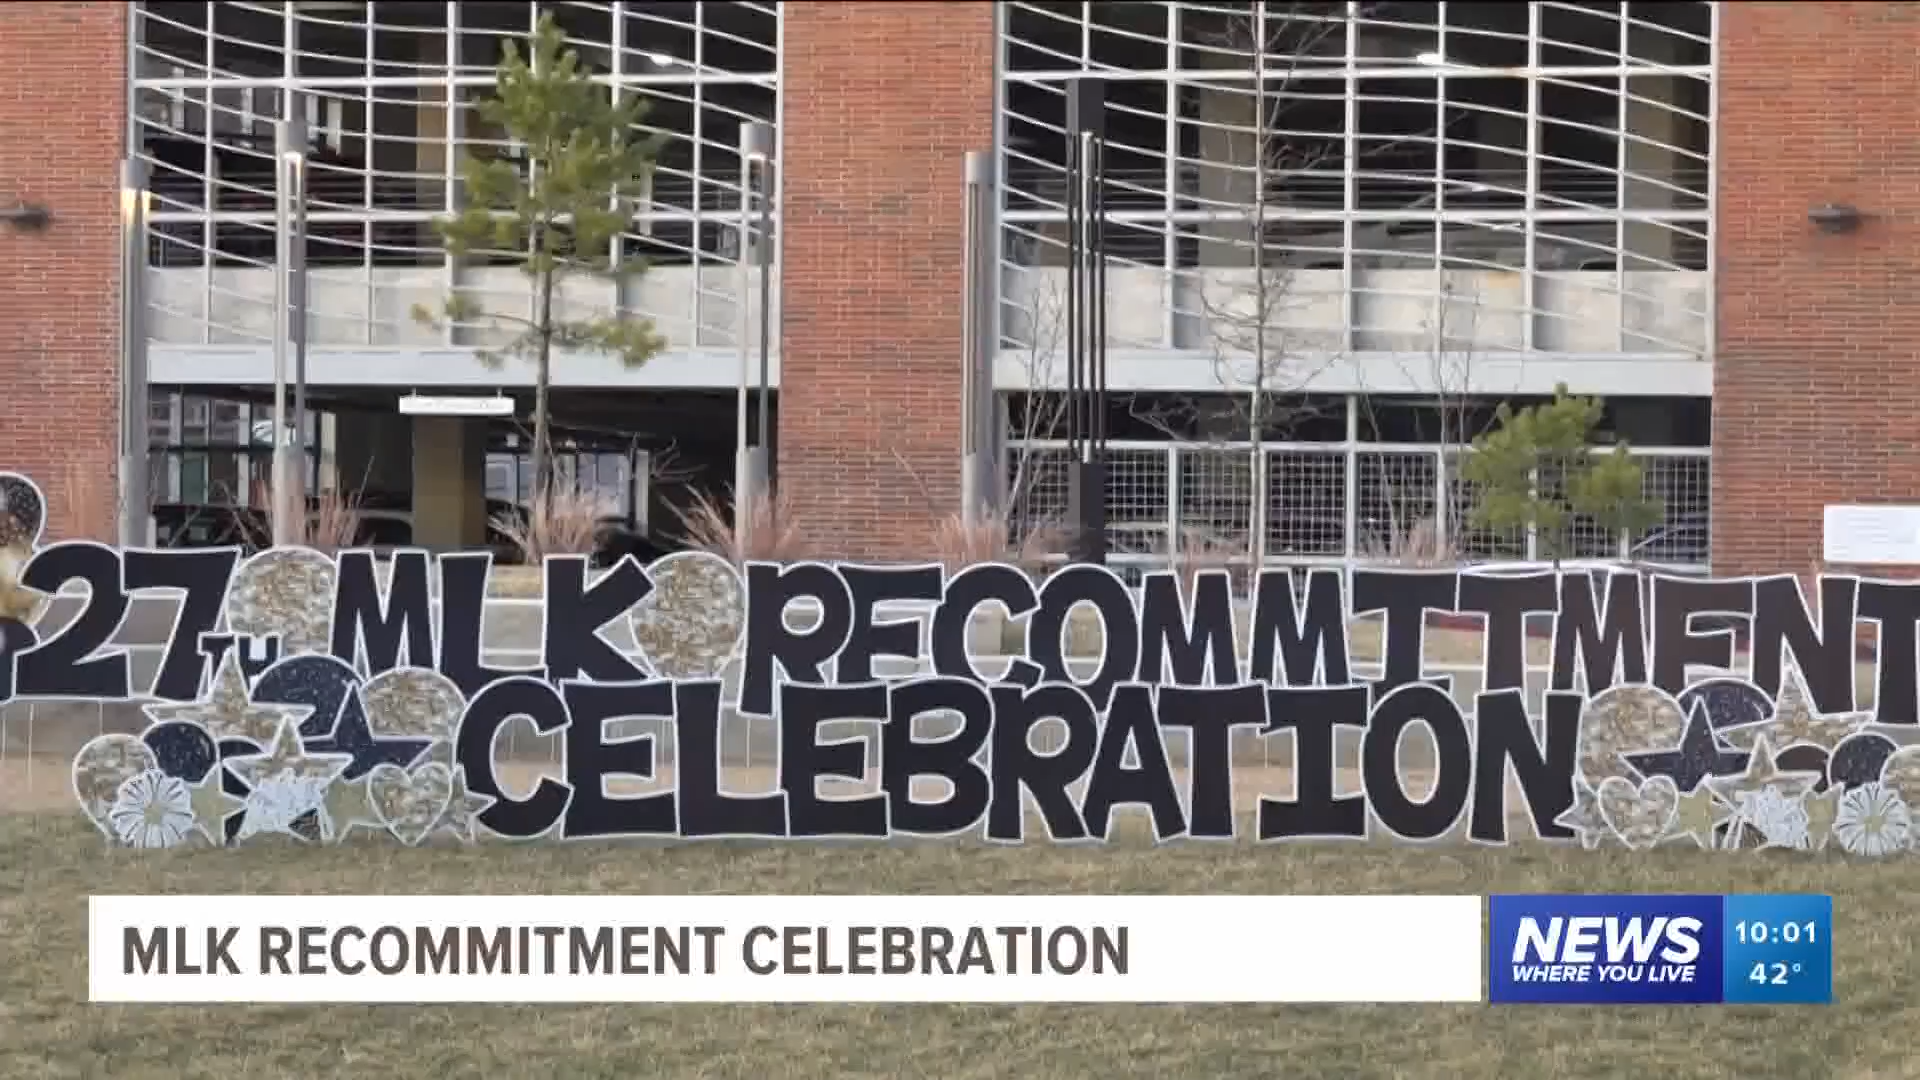 27TH MLK RECOMMITMENT
CELEBRATION
MLK RECOMMITMENT CELEBRATION
NEWS
WHERE YOU LIVE
10:01
42°